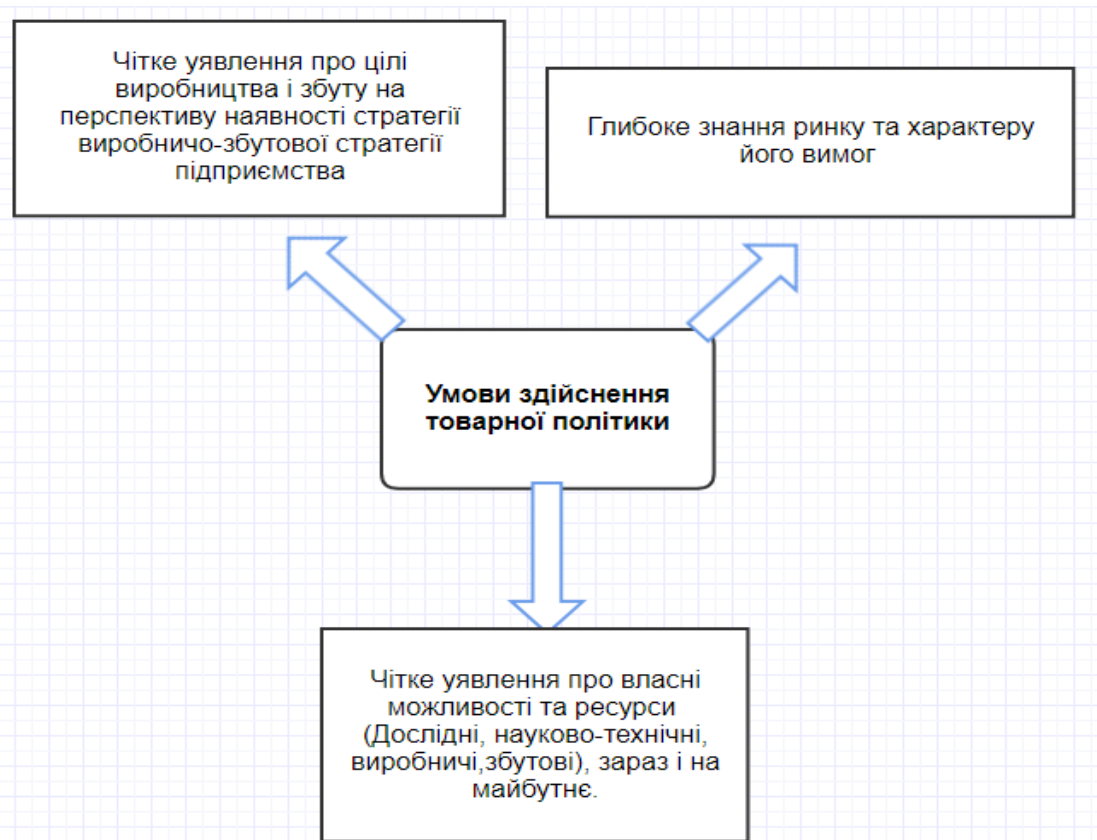 Чітке уявлення про цілі
виробництва і збуту на
перспективу наявності стратегії
виробничо-збутової стратегії
підприємства
Глибоке знання ринку та характеру
його вимог
Умови здійснення
товарної політики
Чітке уявлення про власні
можливості та ресурси
(Дослідні, науково-технічні,
виробничі,збутові), зараз і на
майбутнє.